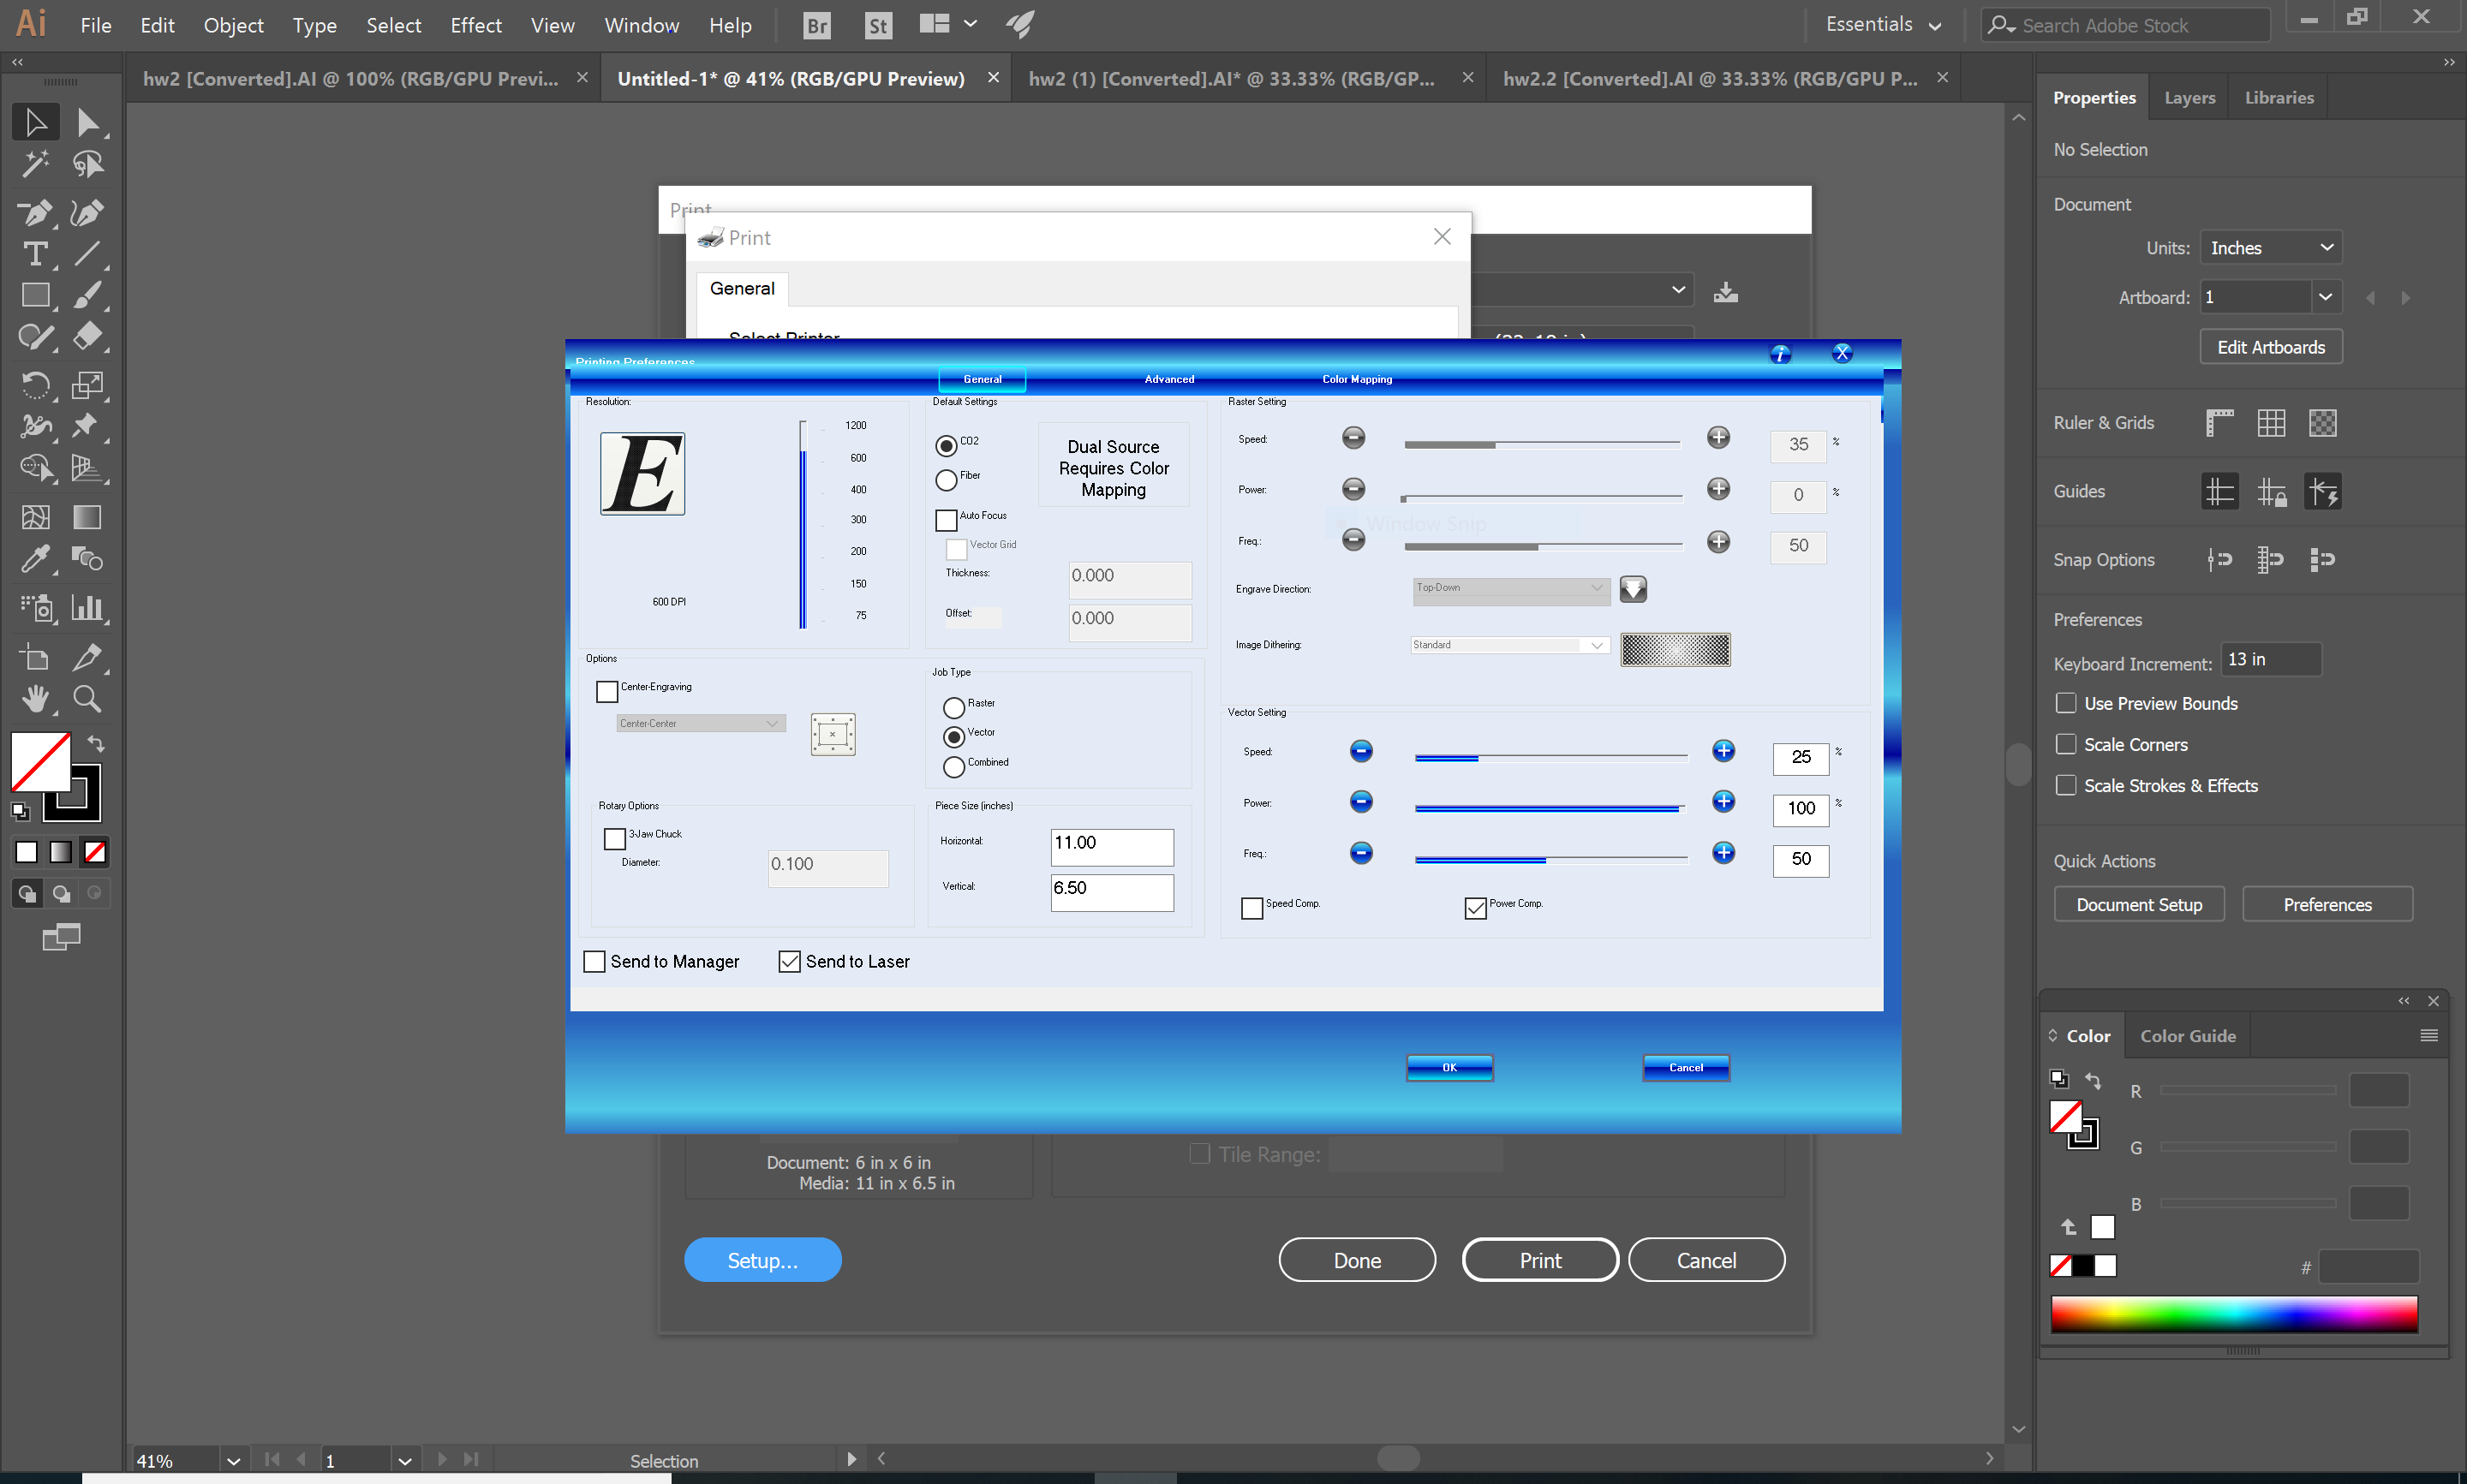 Ai File Edit Object Type Select Effect View Window Help Br St Essentials Search Adobe Stock
hw2 [Converted].AI @ 100% (RGB/GPU Previ... Untitled-1* @ 41% (RGB/GPU Preview) hw2 (1) [Converted].AI* @ 33.33% (RGB/GP... hw2.2 [Converted].AI @ 33.33% (RGB/GPU P...
Print
Print
General
Select Printer
Printing Preferences
General Advanced Color Mapping
Resolution:
1200
600
400
300
200
150
75
600 DPI
Default Settings
CO2
Fiber
Dual Source
Requires Color
Mapping
Auto Focus
Vector Grid
Thickness: 0.000
Offset: 0.000
Options
Center-Engraving
Center-Center
Job Type
Raster
Vector
Combined
Rotary Options
3-Jaw Chuck
Diameter: 0.100
Piece Size (inches)
Horizontal: 11.00
Vertical: 6.50
Raster Setting
Speed: 35 %
Power: 0 %
Window Snip
Freq.: 50
Engrave Direction: Top-Down
Image Dithering: Standard
Vector Setting
Speed: 25 %
Power: 100 %
Freq.: 50
Speed Comp. Power Comp.
Send to Manager Send to Laser
OK Cancel
Tile Range:
Document: 6 in x 6 in
Media: 11 in x 6.5 in
Setup... Done Print Cancel
Properties Layers Libraries
No Selection
Document
Units: Inches
Artboard: 1
Edit Artboards
Ruler & Grids
Guides
Snap Options
Preferences
Keyboard Increment: 13 in
Use Preview Bounds
Scale Corners
Scale Strokes & Effects
Quick Actions
Document Setup Preferences
Color Color Guide
R
G
B
#
41% 1 Selection